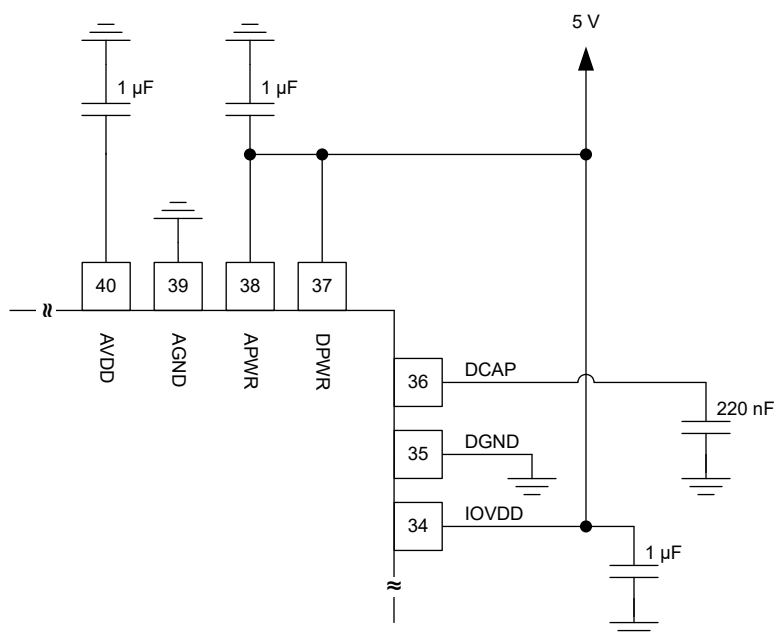 5 V
1 µF
1 µF
40
39
38
37
AVDD
AGND
APWR
DPWR
36
DCAP
220 nF
35
DGND
34
IOVDD
1 µF